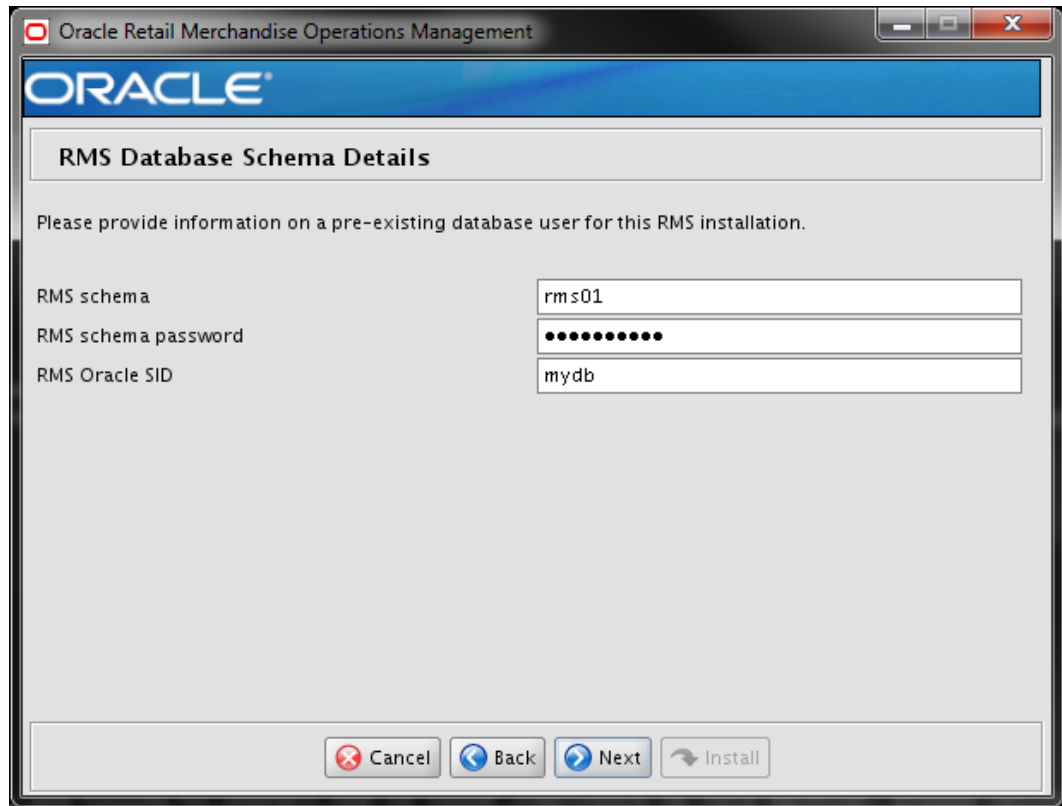 Oracle Retail Merchandise Operations Management
ORACLE®
RMS Database Schema Details
Please provide information on a pre-existing database user for this RMS installation.
RMS schema
rms01
RMS schema password
••••••••••
RMS Oracle SID
mydb
Cancel Back Next Install